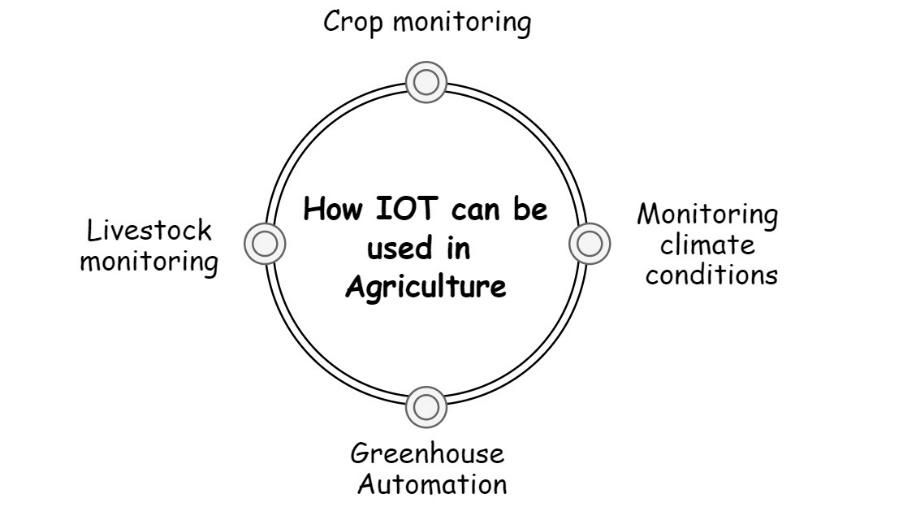 Crop monitoring
How IOT can be
used in
Agriculture
Livestock
monitoring
Monitoring
climate
conditions
Greenhouse
Automation